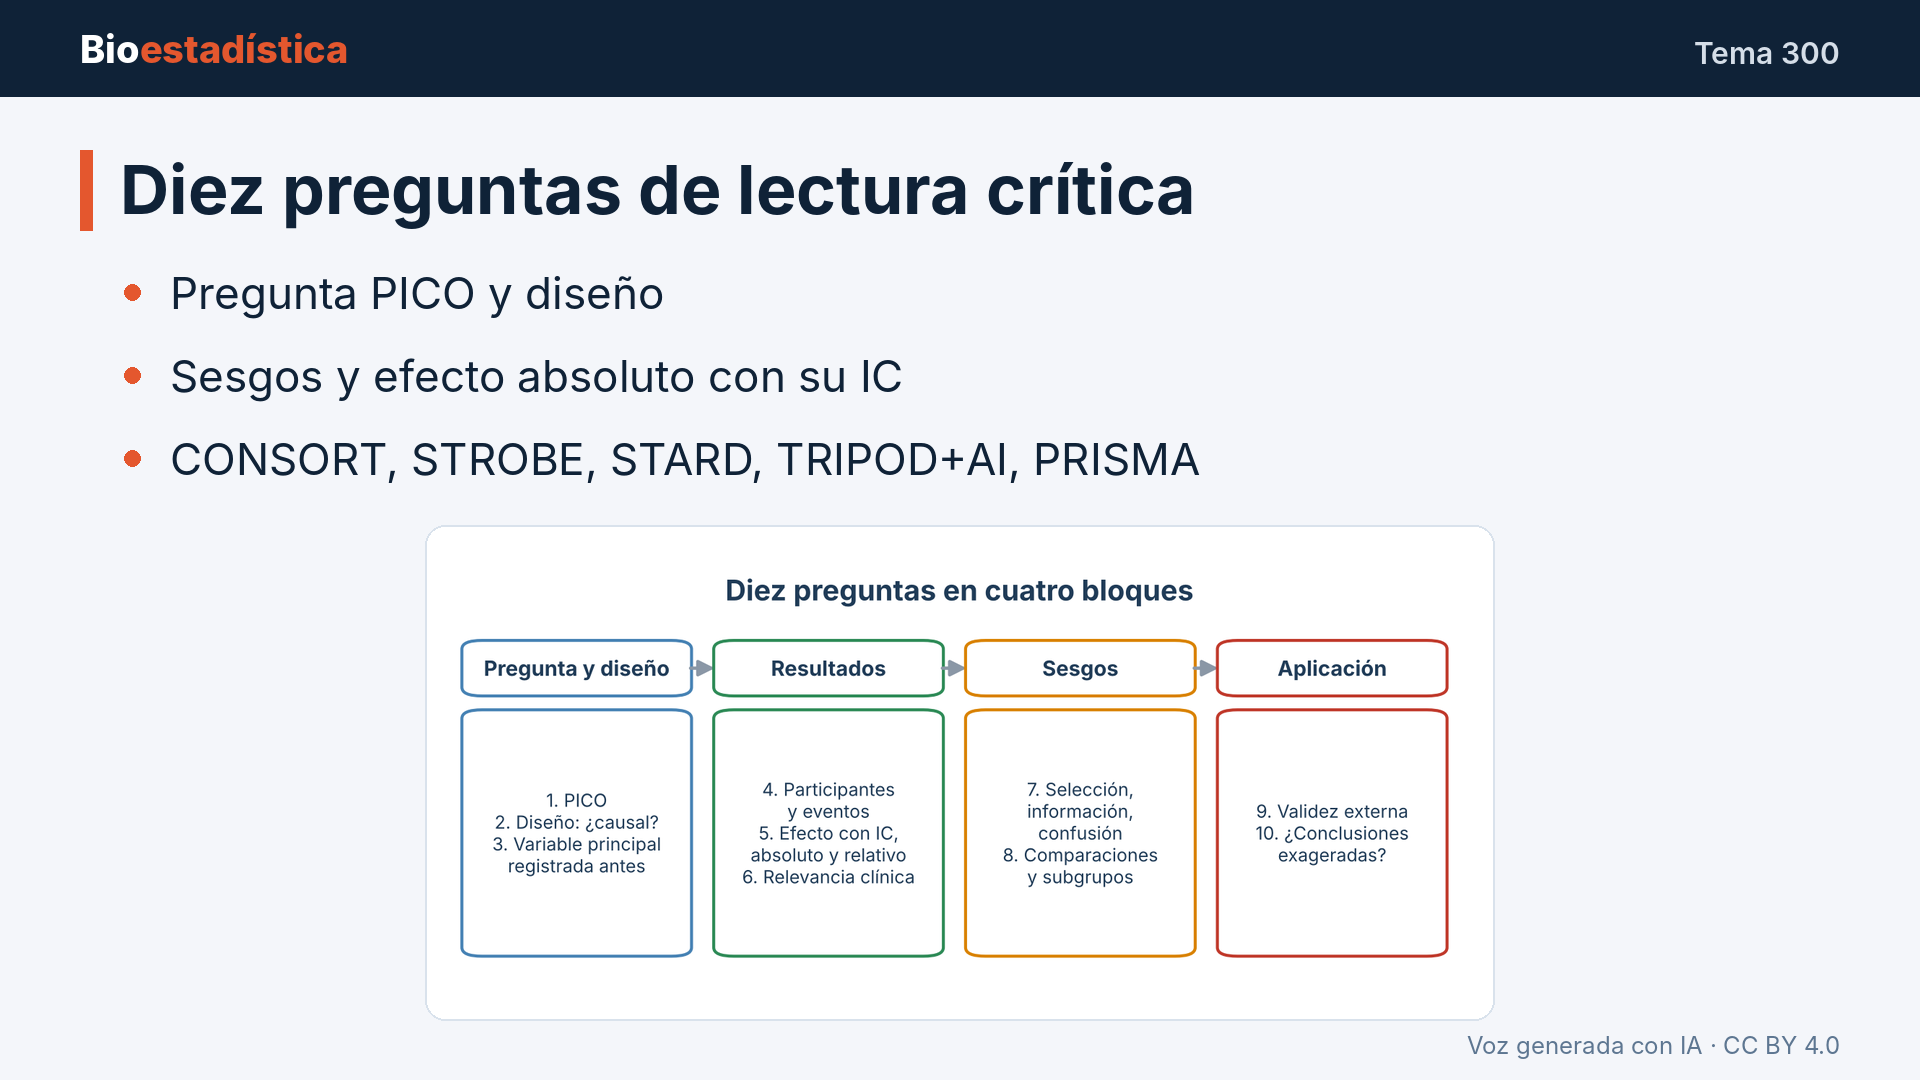 Bioestadística
Tema 300
Diez preguntas de lectura crítica
Pregunta PICO y diseño
Sesgos y efecto absoluto con su IC
CONSORT, STROBE, STARD, TRIPOD+AI, PRISMA
Diez preguntas en cuatro bloques
Pregunta y diseño
Resultados
Sesgos
Aplicación
1. PICO
2. Diseño: ¿causal?
3. Variable principal
registrada antes
4. Participantes
y eventos
5. Efecto con IC,
absoluto y relativo
6. Relevancia clínica
7. Selección,
información,
confusión
8. Comparaciones
y subgrupos
9. Validez externa
10. ¿Conclusiones
exageradas?
Voz generada con IA · CC BY 4.0